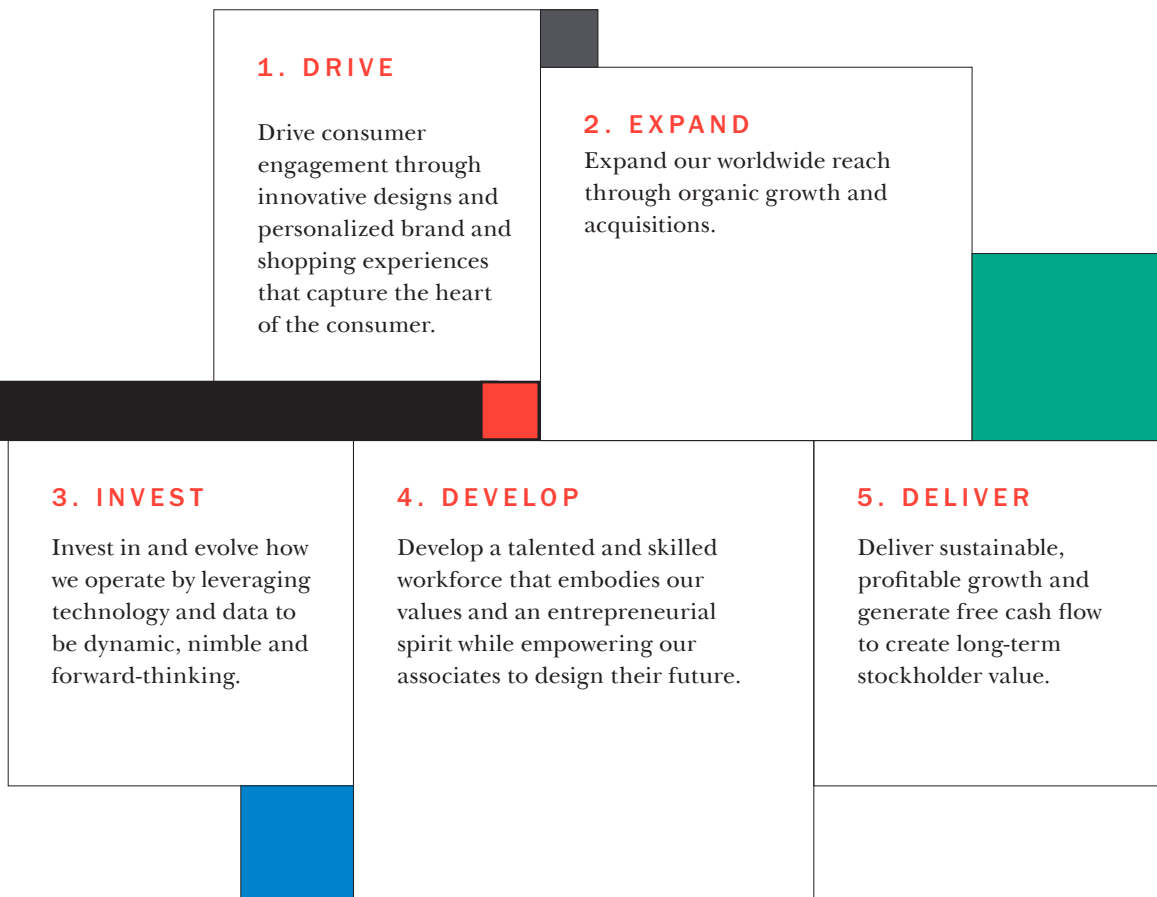 1. DRIVE
Drive consumer
engagement through
innovative designs and
personalized brand and
shopping experiences
that capture the heart
of the consumer.
2. EXPAND
Expand our worldwide reach
through organic growth and
acquisitions.
3. INVEST
Invest in and evolve how
we operate by leveraging
technology and data to
be dynamic, nimble and
forward-thinking.
4. DEVELOP
Develop a talented and skilled
workforce that embodies our
values and an entrepreneurial
spirit while empowering our
associates to design their future.
5. DELIVER
Deliver sustainable,
profitable growth and
generate free cash flow
to create long-term
stockholder value.